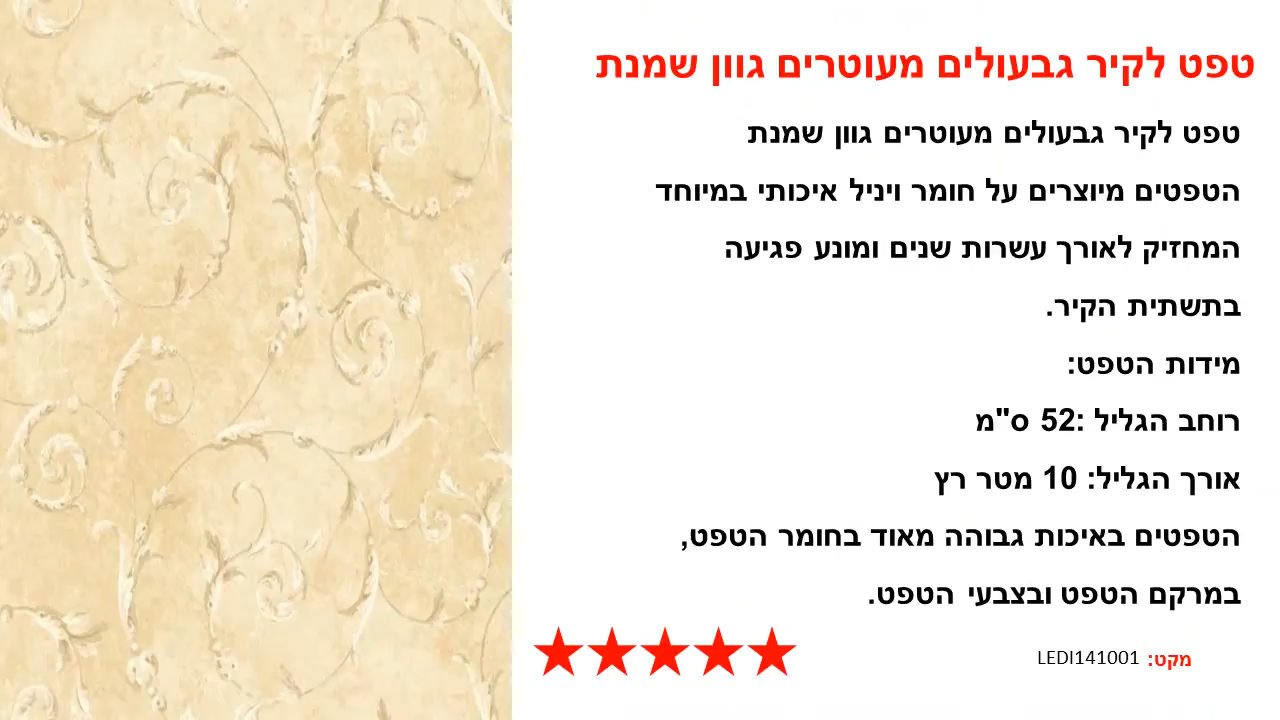 טפט לקיר גבעולים מעוטרים גוון שמנת
טפט לקיר גבעולים מעוטרים גוון שמנת
הטפטים מיוצרים על חומר ויניל איכותי במיוחד
המחזיק לאורך עשרות שנים ומונע פגיעה
בתשתית הקיר.
מידות הטפט:
רוחב הגליל :52 ס"מ
אורך הגליל: 10 מטר רץ
הטפטים באיכות גבוהה מאוד בחומר הטפט,
במרקם הטפט ובצבעי הטפט.
מקט: LEDI141001